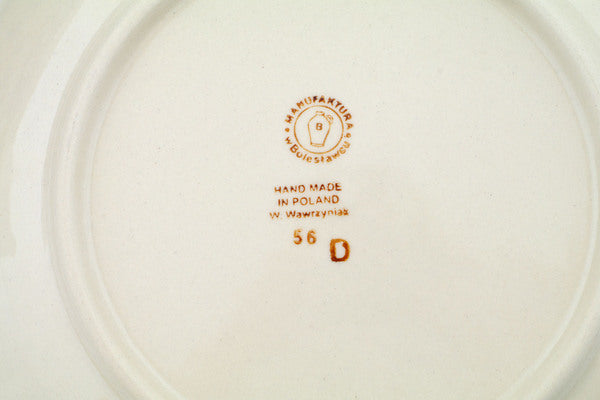 MANUFAKTURA
w Bolesławcu
B
HAND MADE
IN POLAND
W. Wawrzyniak
56 D